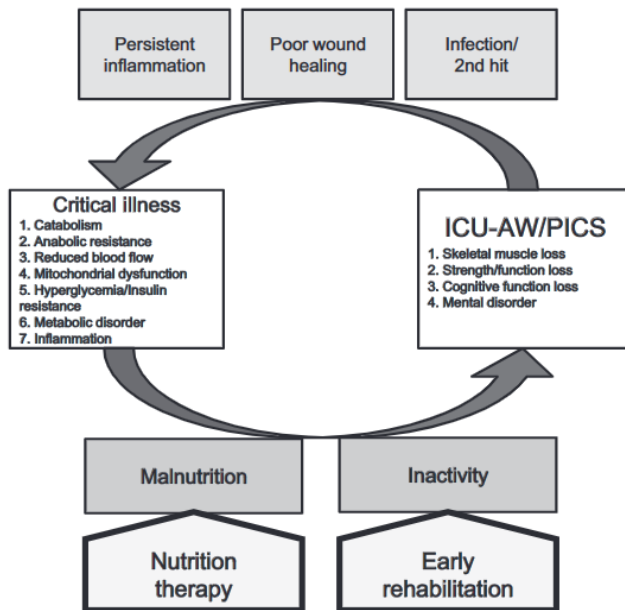 Persistent
inflammation
Poor wound
healing
Infection/
2nd hit
Critical illness
1. Catabolism
2. Anabolic resistance
3. Reduced blood flow
4. Mitochondrial dysfunction
5. Hyperglycemia/Insulin
resistance
6. Metabolic disorder
7. Inflammation
ICU-AW/PICS
1. Skeletal muscle loss
2. Strength/function loss
3. Cognitive function loss
4. Mental disorder
Malnutrition
Inactivity
Nutrition
therapy
Early
rehabilitation